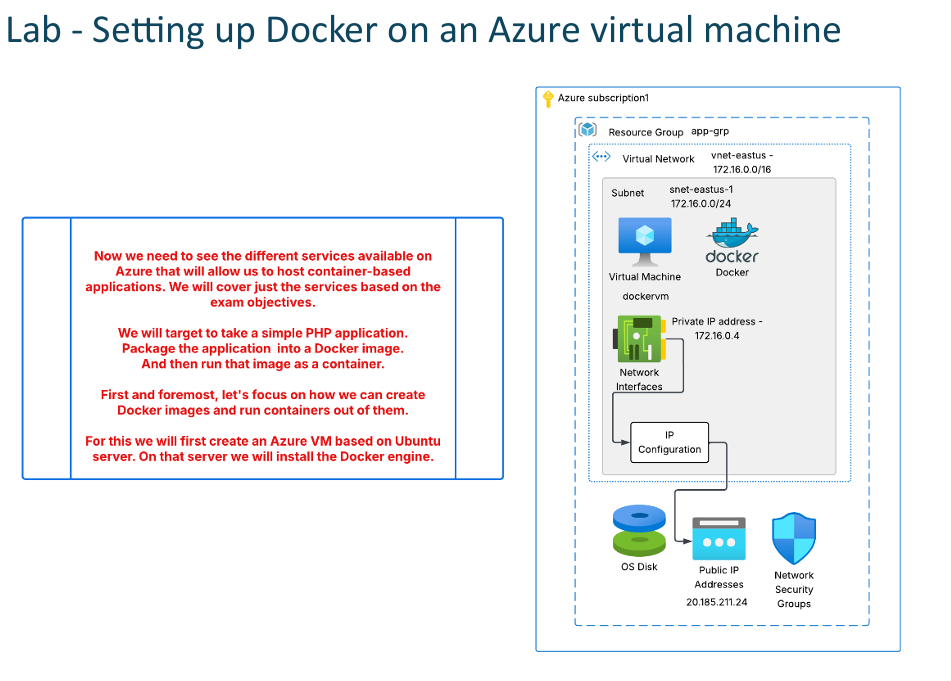 Lab - Setting up Docker on an Azure virtual machine
Now we need to see the different services available on
Azure that will allow us to host container-based
applications. We will cover just the services based on the
exam objectives.
We will target to take a simple PHP application.
Package the application into a Docker image.
And then run that image as a container.
First and foremost, let's focus on how we can create
Docker images and run containers out of them.
For this we will first create an Azure VM based on Ubuntu
server. On that server we will install the Docker engine.
Azure subscription1
Resource Group app-grp
Virtual Network
vnet-eastus -
172.16.0.0/16
Subnet
snet-eastus-1
172.16.0.0/24
Virtual Machine
dockervm
docker
Docker
Private IP address -
172.16.0.4
Network
Interfaces
IP
Configuration
OS Disk
Public IP
Addresses
20.185.211.24
Network
Security
Groups